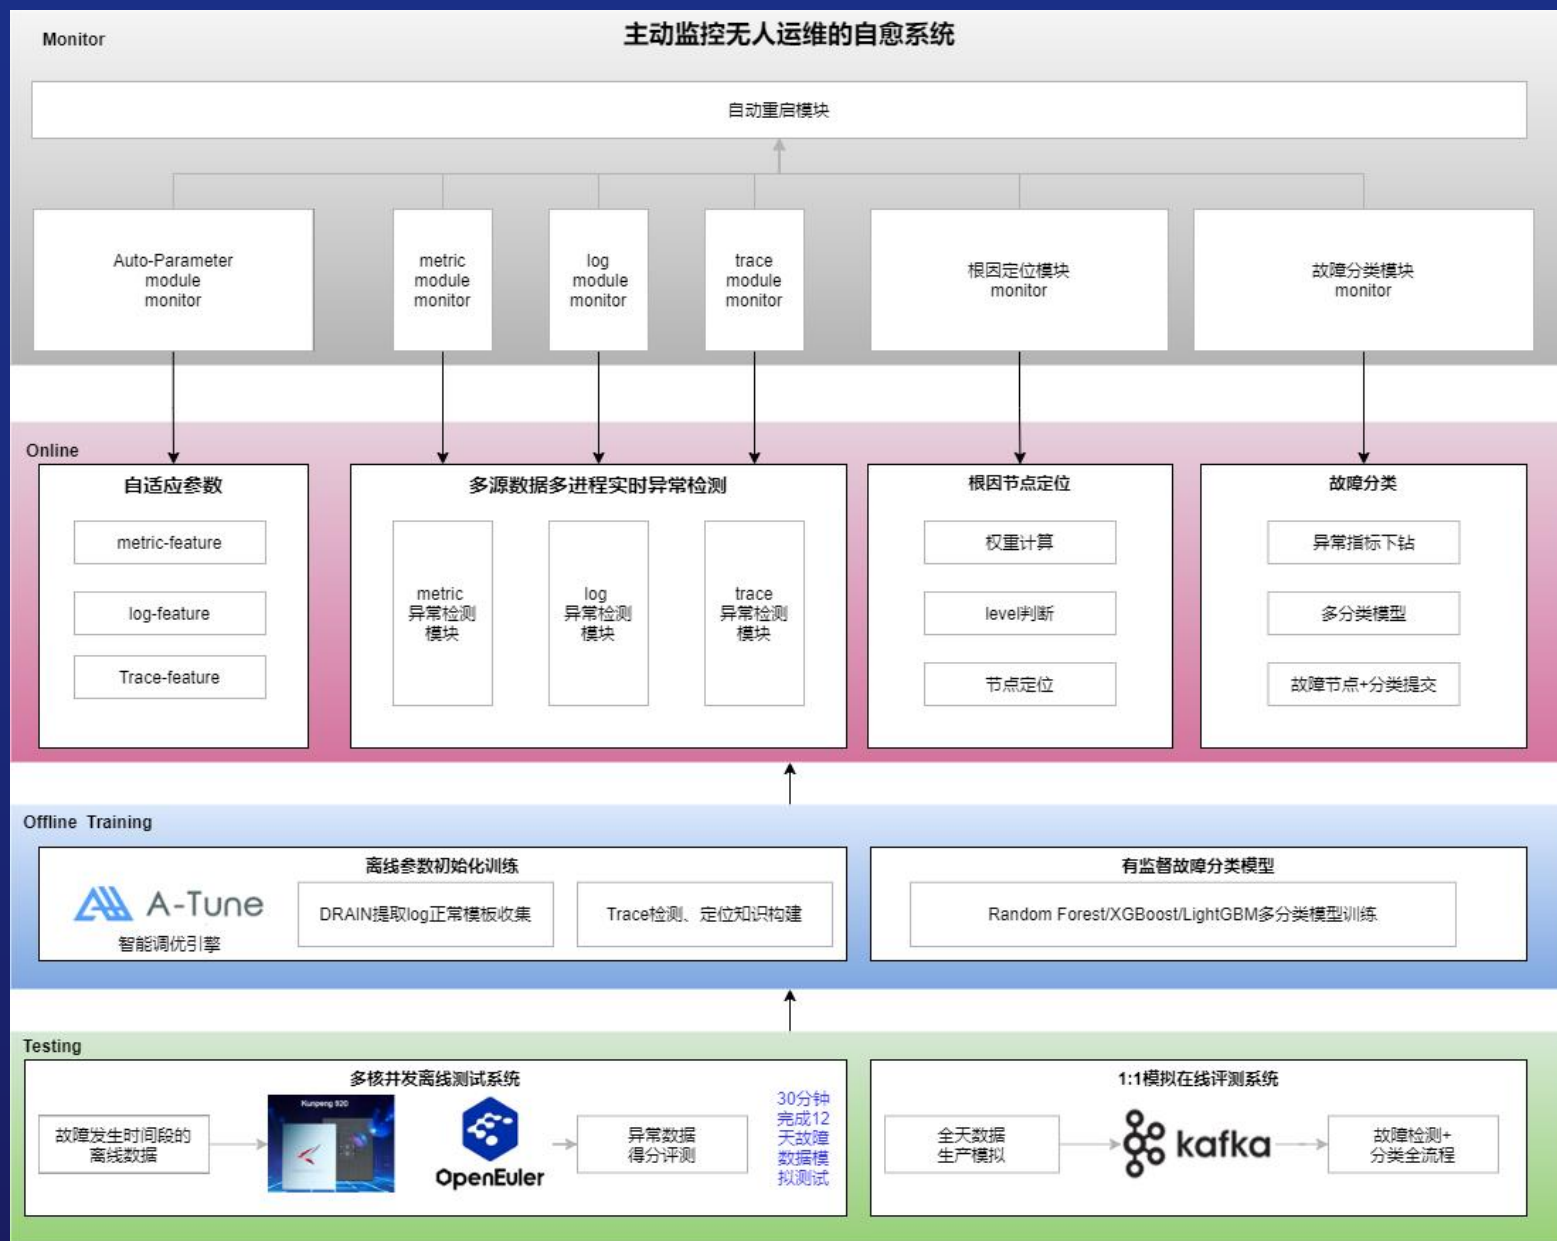 Monitor
主动监控无人运维的自愈系统
自动重启模块
Auto-Parameter
module
monitor
metric
module
monitor
log
module
monitor
trace
module
monitor
根因定位模块
monitor
故障分类模块
monitor
Online
自适应参数
metric-feature
log-feature
Trace-feature
多源数据多进程实时异常检测
metric
异常检测
模块
log
异常检测
模块
trace
异常检测
模块
根因节点定位
权重计算
level判断
节点定位
故障分类
异常指标下钻
多分类模型
故障节点+分类提交
Offline Training
离线参数初始化训练
A-Tune
智能调优引擎
DRAIN提取log正常模板收集
Trace检测、定位知识构建
有监督故障分类模型
Random Forest/XGBoost/LightGBM多分类模型训练
Testing
多核并发离线测试系统
故障发生时间段的
离线数据
Kunpeng 920
OpenEuler
异常数据
得分评测
30分钟
完成12
天故障
数据模
拟测试
1:1模拟在线评测系统
全天数据
生产模拟
kafka
故障检测+
分类全流程